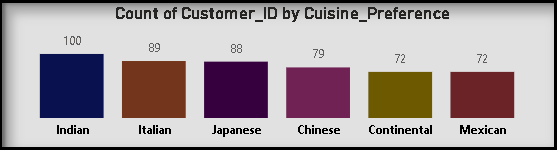 Count of Customer_ID by Cuisine_Preference
100 89 88 79 72 72
Indian Italian Japanese Chinese Continental Mexican